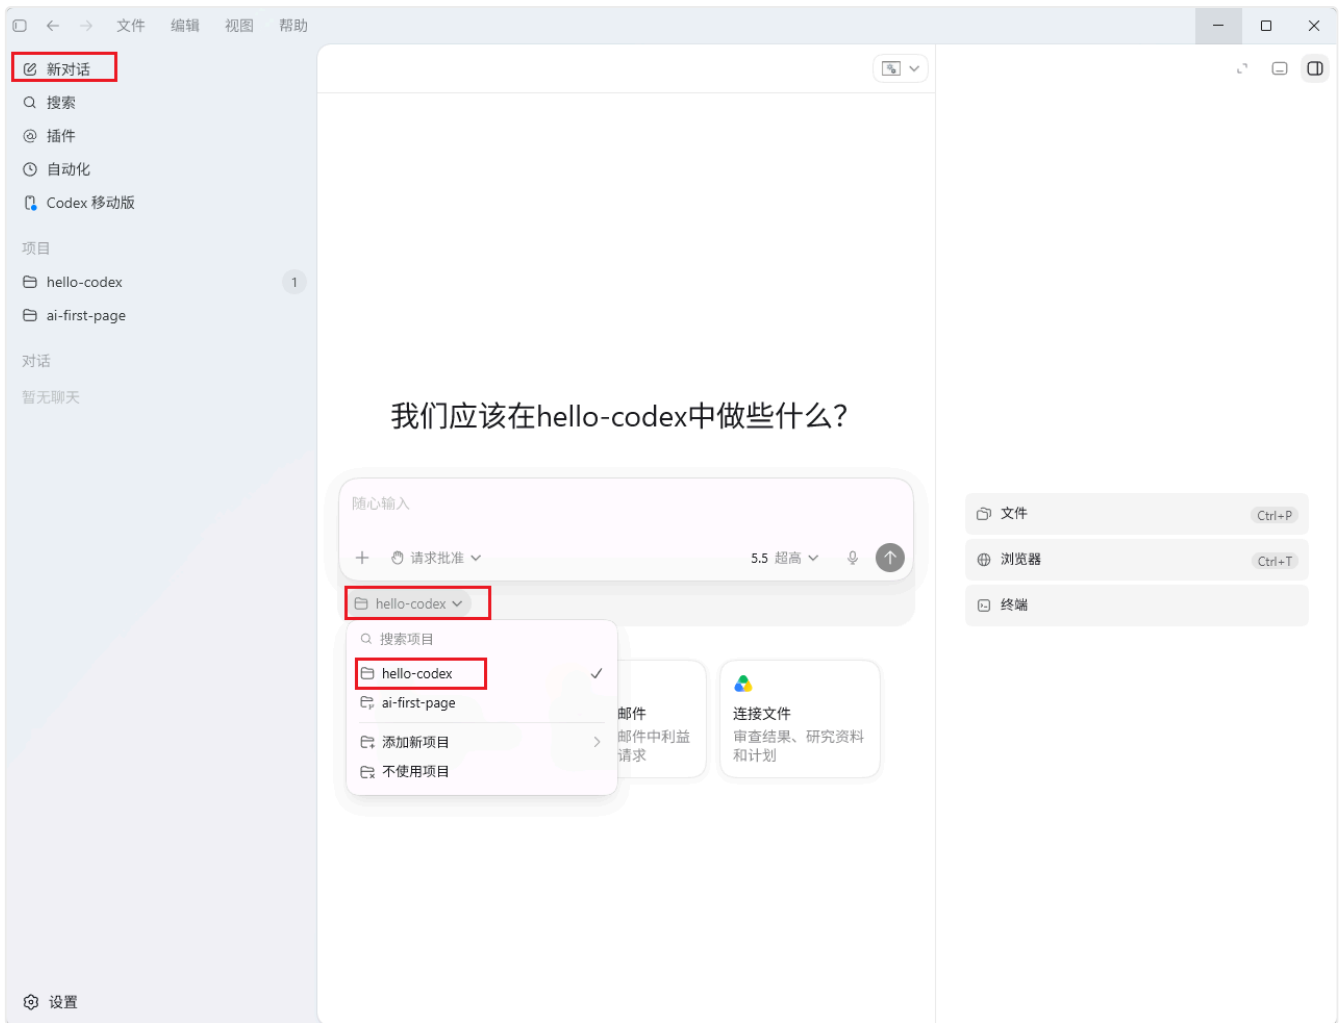 文件 编辑 视图 帮助
新对话
搜索
插件
自动化
Codex 移动版
项目
hello-codex 1
ai-first-page
对话
暂无聊天
设置
我们应该在hello-codex中做些什么？
随心输入
请求批准 5.5 超高
hello-codex
搜索项目
hello-codex
ai-first-page
添加新项目
不使用项目
邮件
邮件中利益
请求
连接文件
审查结果、研究资料
和计划
文件 Ctrl+P
浏览器 Ctrl+T
终端